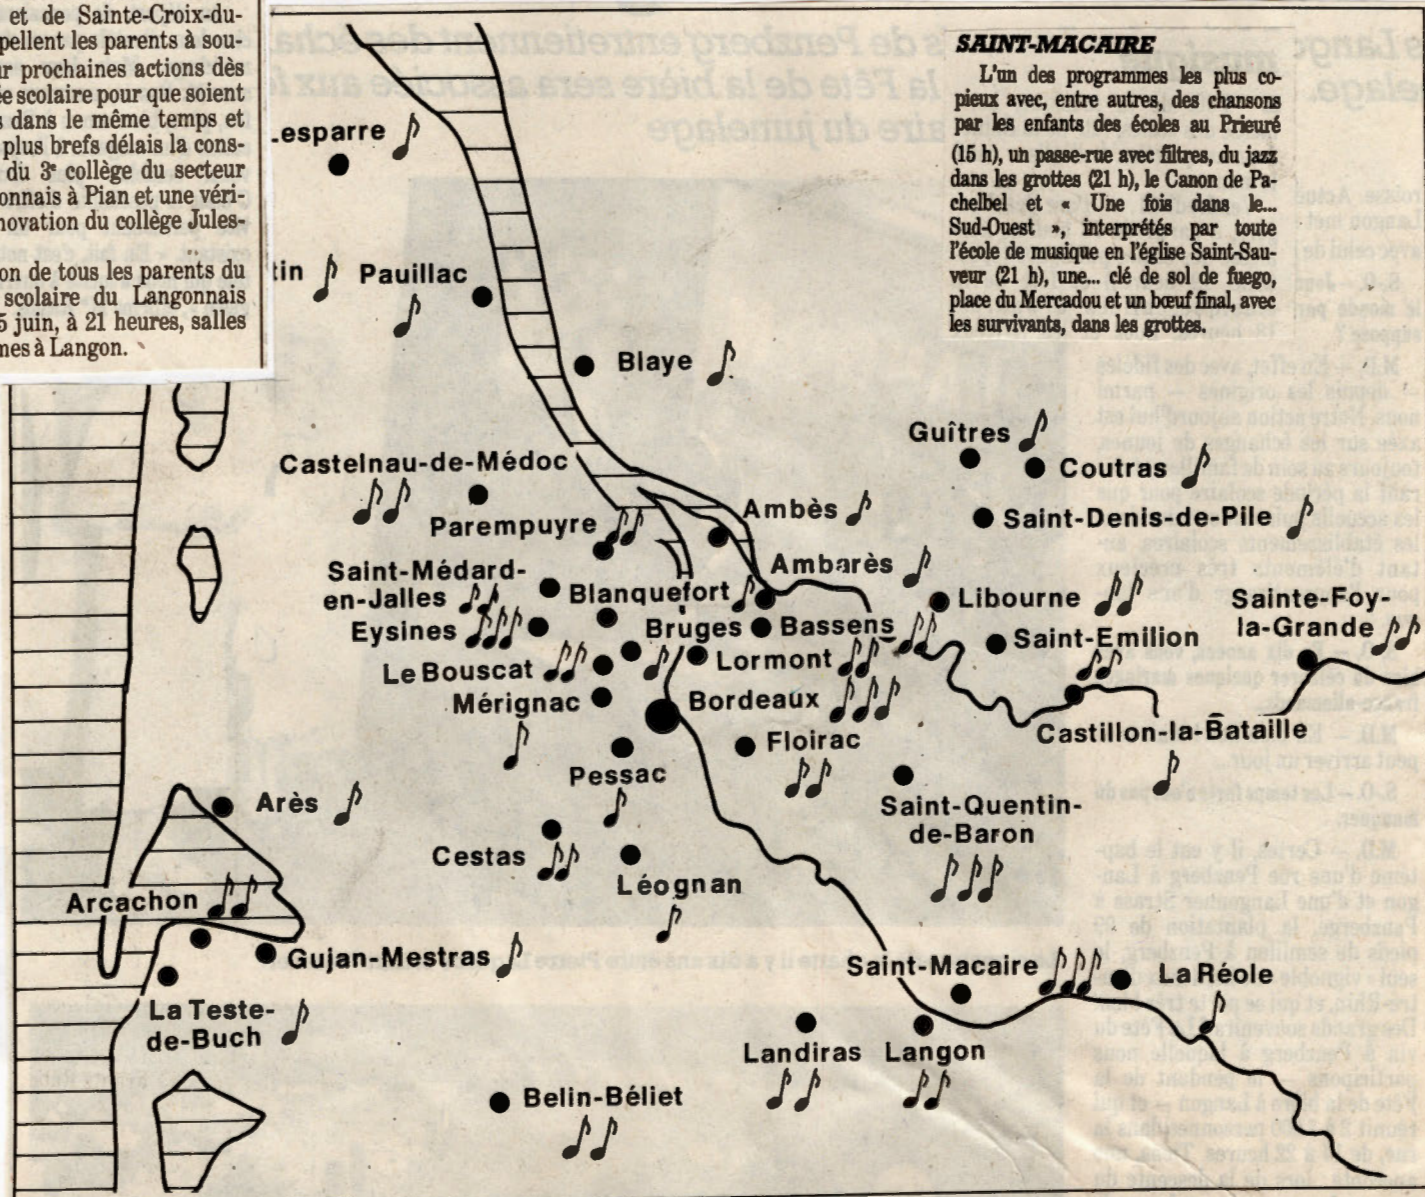 et de Sainte-Croix-du-
pellent les parents à sou-
r prochaines actions dès
e scolaire pour que soient
s dans le même temps et
plus brefs délais la cons-
du 3e collège du secteur
onnais à Pian et une véri-
novation du collège Jules-
on de tous les parents du
scolaire du Langonnais
5 juin, à 21 heures, salles
nes à Langon.
SAINT-MACAIRE
L'un des programmes les plus co-
pieux avec, entre autres, des chansons
par les enfants des écoles au Prieuré
(15 h), un passe-rue avec filtres, du jazz
dans les grottes (21 h), le Canon de Pa-
chelbel et « Une fois dans le...
Sud-Ouest », interprétés par toute
l'école de musique en l'église Saint-Sau-
veur (21 h), une... clé de sol de fuego,
place du Mercadou et un bœuf final, avec
les survivants, dans les grottes.
esparre
tin
Pauillac
Blaye
Guîtres
Coutras
Castelnau-de-Médoc
Parempuyre
Ambès
Saint-Denis-de-Pile
Saint-Médard-
en-Jalles
Blanquefort
Ambarès
Libourne
Sainte-Foy-
la-Grande
Eysines
Bruges
Bassens
Saint-Emilion
Le Bouscat
Lormont
Mérignac
Bordeaux
Castillon-la-Bataille
Floirac
Pessac
Arès
Saint-Quentin-
de-Baron
Cestas
Léognan
Arcachon
Gujan-Mestras
Saint-Macaire
La Réole
La Teste-
de-Buch
Landiras
Langon
Belin-Béliet